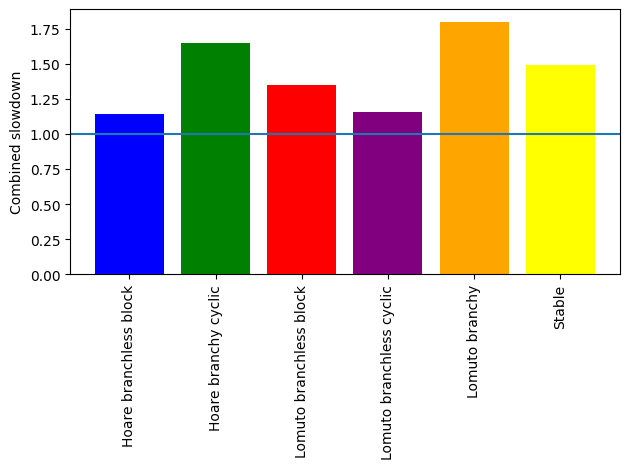 Combined slowdown
1.75
1.50
1.25
1.00
0.75
0.50
0.25
0.00
Hoare branchless block
Hoare branchy cyclic
Lomuto branchless block
Lomuto branchless cyclic
Lomuto branchy
Stable